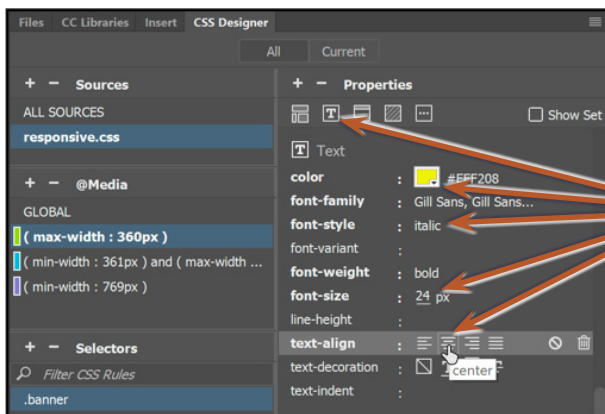 Files CC Libraries Insert CSS Designer
All Current
+ − Sources
ALL SOURCES
responsive.css
+ − @Media
GLOBAL
( max-width : 360px )
( min-width : 361px ) and ( max-width ...
( min-width : 769px )
+ − Selectors
Filter CSS Rules
.banner
+ − Properties
T Show Set
T Text
color : #FFF208
font-family : Gill Sans, Gill Sans...
font-style : italic
font-variant :
font-weight : bold
font-size : 24 px
line-height :
text-align :
text-decoration :
center
text-indent :